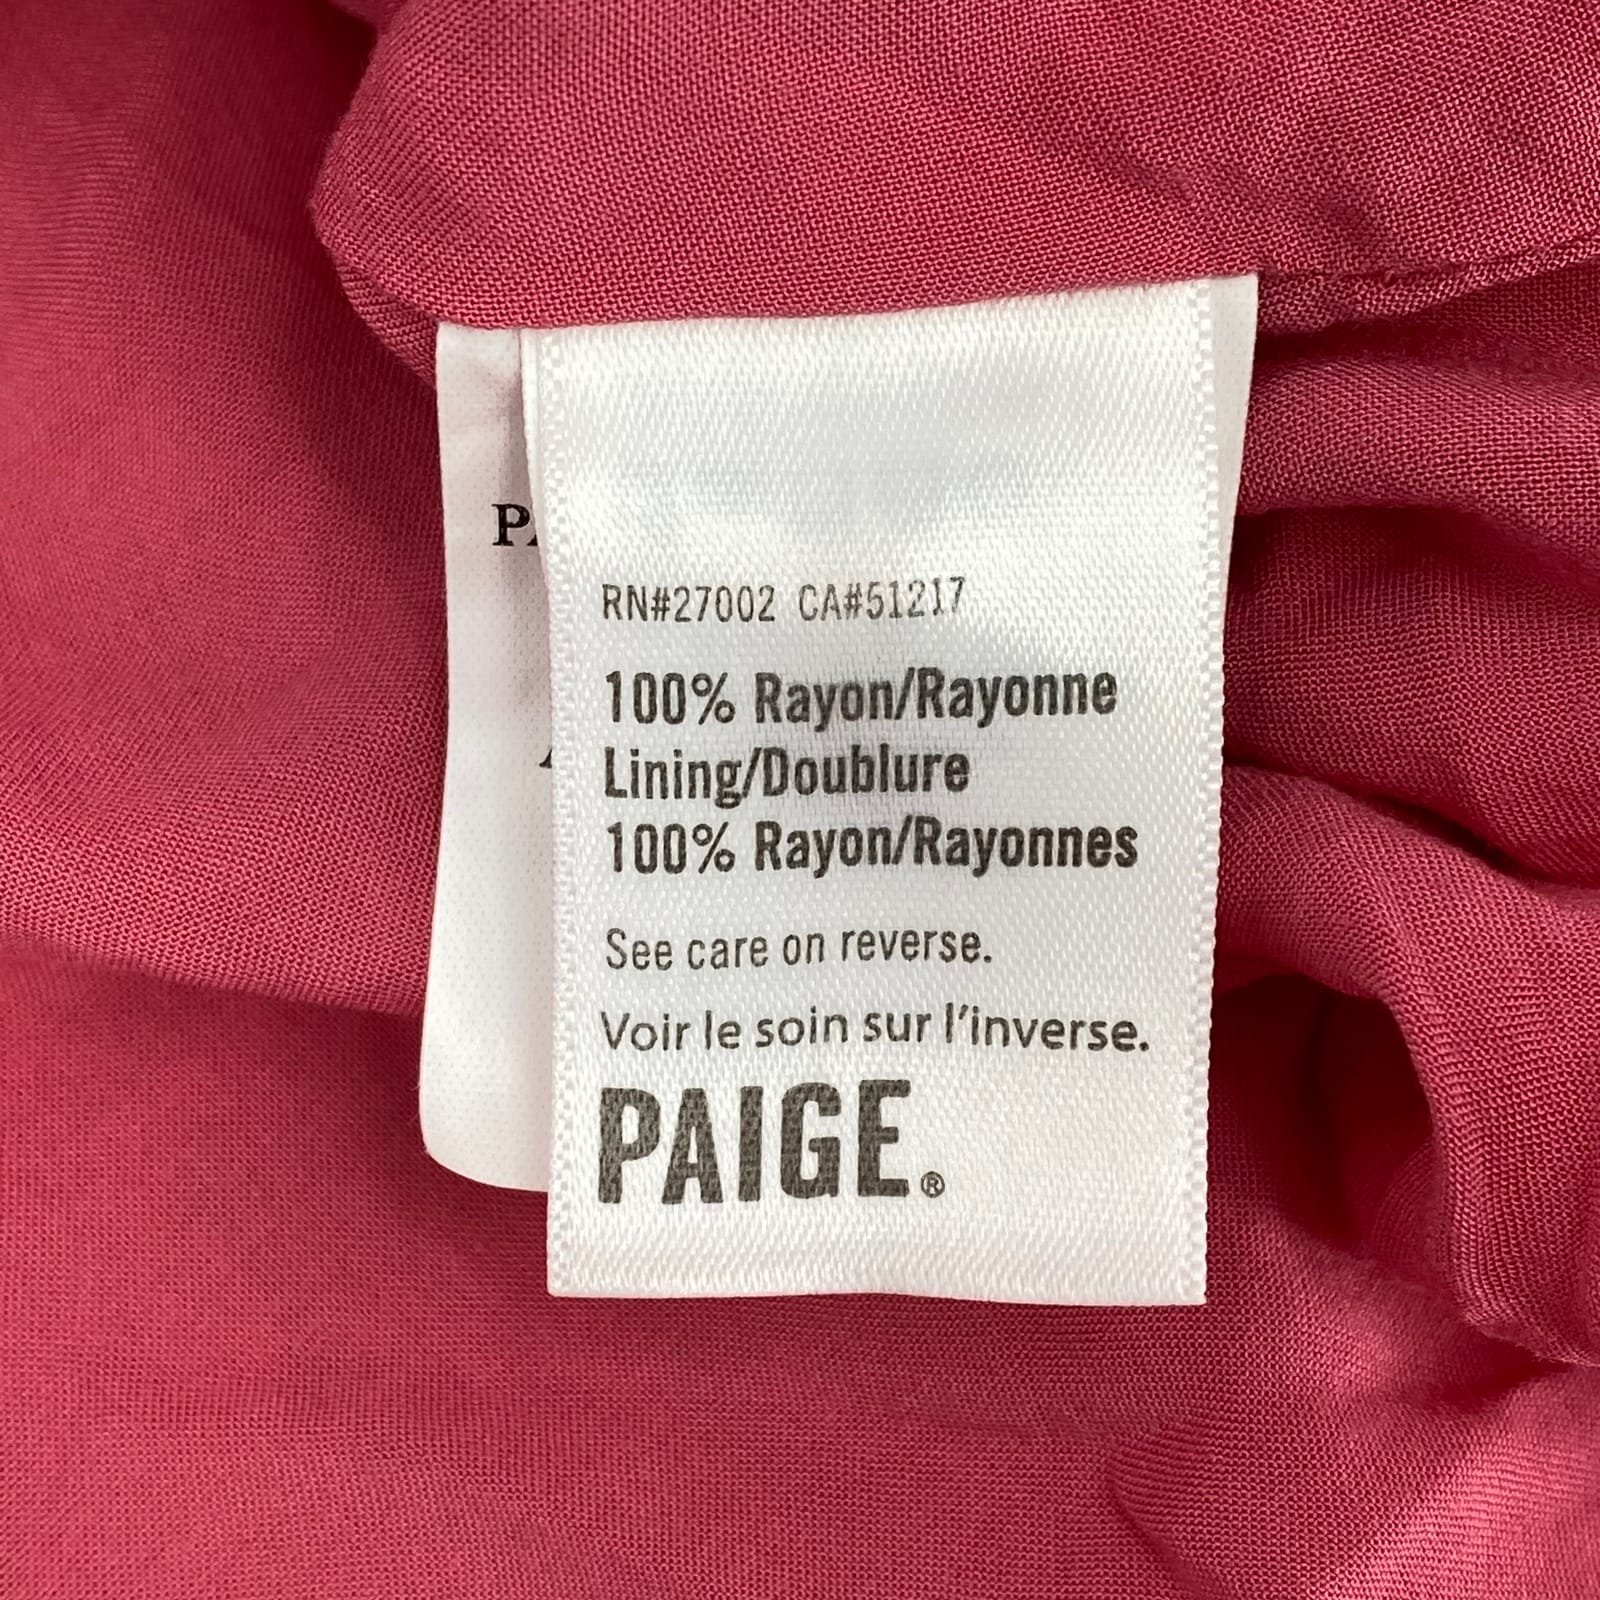 RN#27002 CA#51217
100% Rayon/Rayonne
Lining/Doublure
100% Rayon/Rayonnes
See care on reverse.
Voir le soin sur l'inverse.
PAIGE®